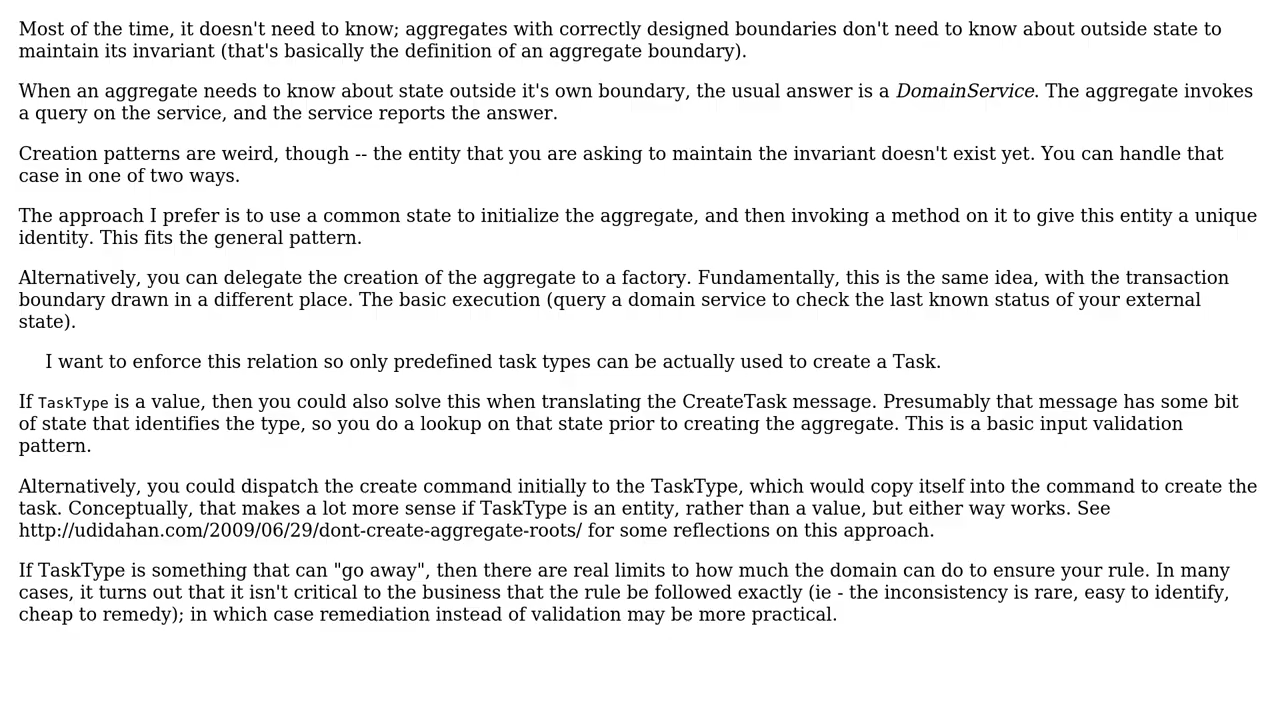 Most of the time, it doesn't need to know; aggregates with correctly designed boundaries don't need to know about outside state to
maintain its invariant (that's basically the definition of an aggregate boundary).
When an aggregate needs to know about state outside it's own boundary, the usual answer is a DomainService. The aggregate invokes
a query on the service, and the service reports the answer.
Creation patterns are weird, though -- the entity that you are asking to maintain the invariant doesn't exist yet. You can handle that
case in one of two ways.
The approach I prefer is to use a common state to initialize the aggregate, and then invoking a method on it to give this entity a unique
identity. This fits the general pattern.
Alternatively, you can delegate the creation of the aggregate to a factory. Fundamentally, this is the same idea, with the transaction
boundary drawn in a different place. The basic execution (query a domain service to check the last known status of your external
state).
I want to enforce this relation so only predefined task types can be actually used to create a Task.
If TaskType is a value, then you could also solve this when translating the CreateTask message. Presumably that message has some bit
of state that identifies the type, so you do a lookup on that state prior to creating the aggregate. This is a basic input validation
pattern.
Alternatively, you could dispatch the create command initially to the TaskType, which would copy itself into the command to create the
task. Conceptually, that makes a lot more sense if TaskType is an entity, rather than a value, but either way works. See
http://udidahan.com/2009/06/29/dont-create-aggregate-roots/ for some reflections on this approach.
If TaskType is something that can "go away", then there are real limits to how much the domain can do to ensure your rule. In many
cases, it turns out that it isn't critical to the business that the rule be followed exactly (ie - the inconsistency is rare, easy to identify,
cheap to remedy); in which case remediation instead of validation may be more practical.